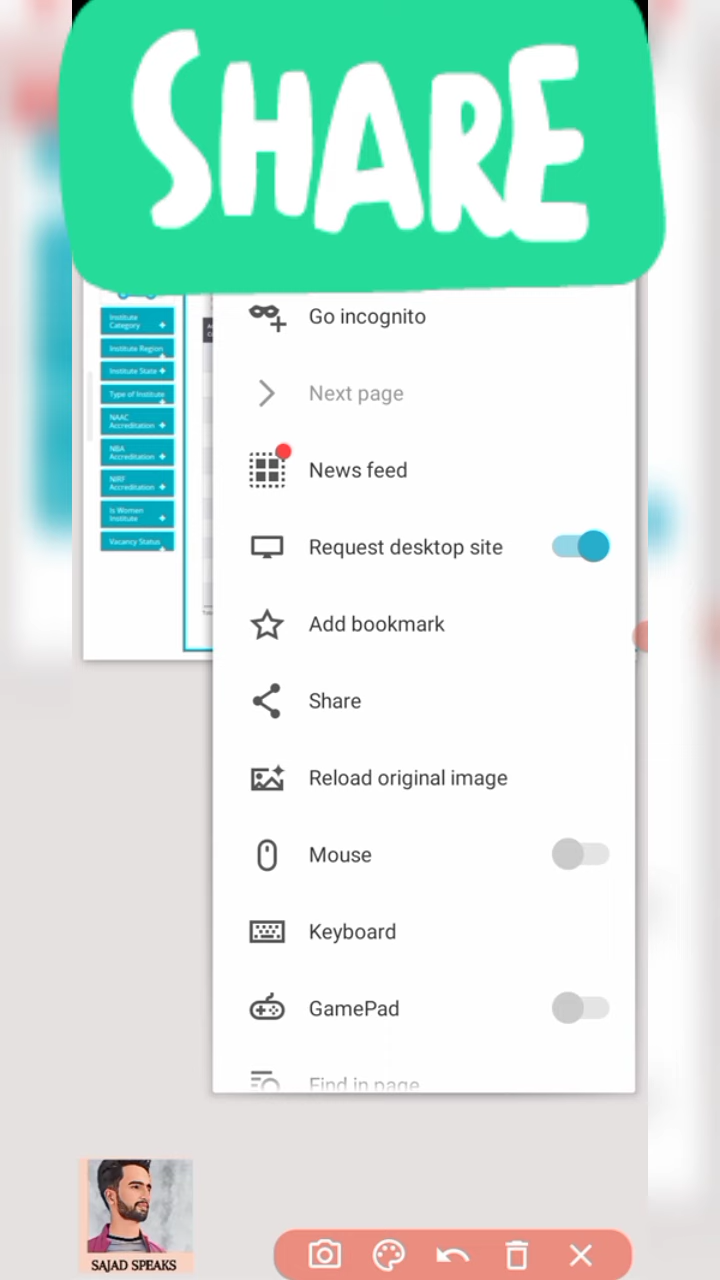 SHARE
Go incognito
Institute
Category
Institute Region
Institute State
Type of Institute
NAAC
Accreditation
NBA
Accreditation
NIRF
Accreditation
Is Women
Institute
Vacancy Status
Next page
News feed
Request desktop site
Add bookmark
Share
Reload original image
Mouse
Keyboard
GamePad
Find in page
SAJAD SPEAKS